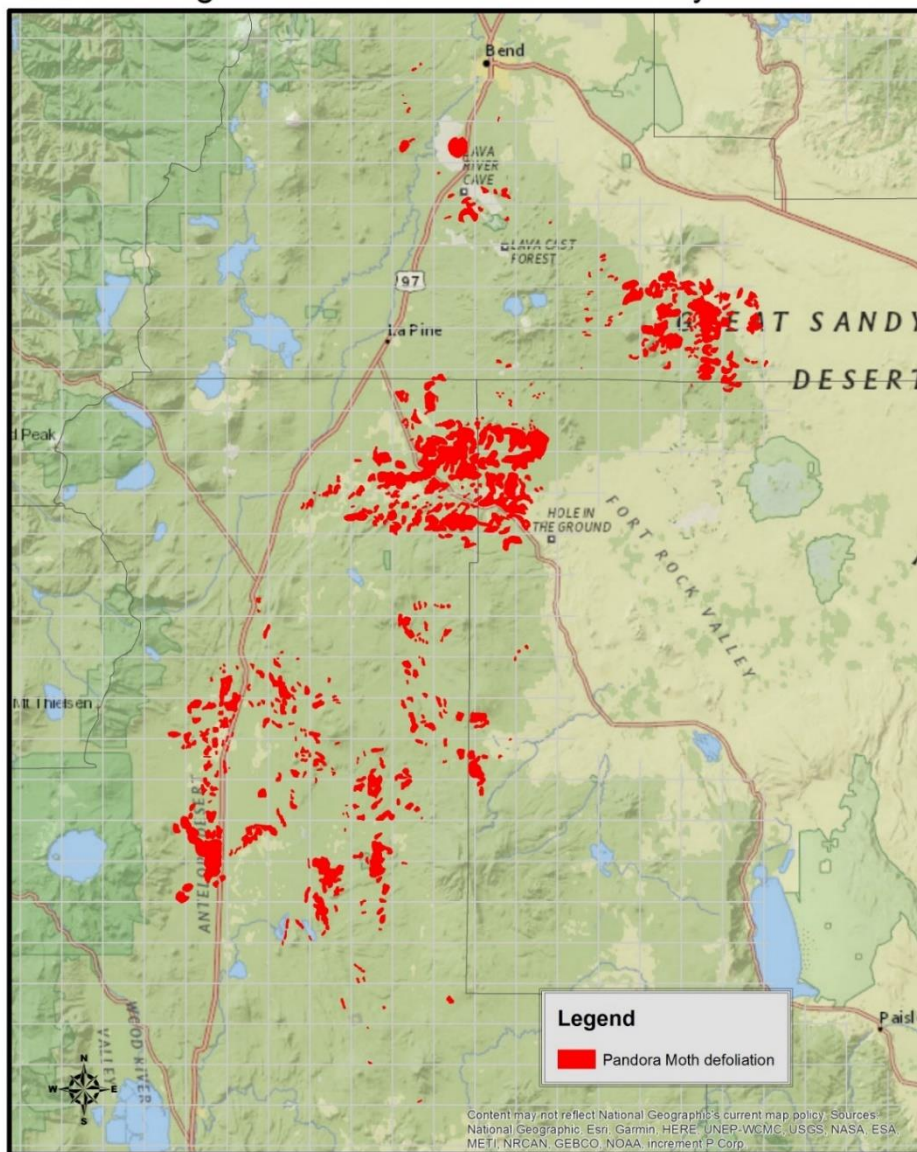 Bend
LAVA
RIVER
CAVE
LAVA CAST
FOREST
97
La Pine
GREAT SANDY
DESERT
d Peak
HOLE IN
THE GROUND
FORT ROCK VALLEY
Mt Thielsen
ANTELOPE DESERT
WOOD RIVER
VALLEY
Legend
Pandora Moth defoliation
Paisl
N
W
E
S
Content may not reflect National Geographic's current map policy. Sources:
National Geographic, Esri, Garmin, HERE, UNEP-WCMC, USGS, NASA, ESA,
METI, NRCAN, GEBCO, NOAA, increment P Corp.